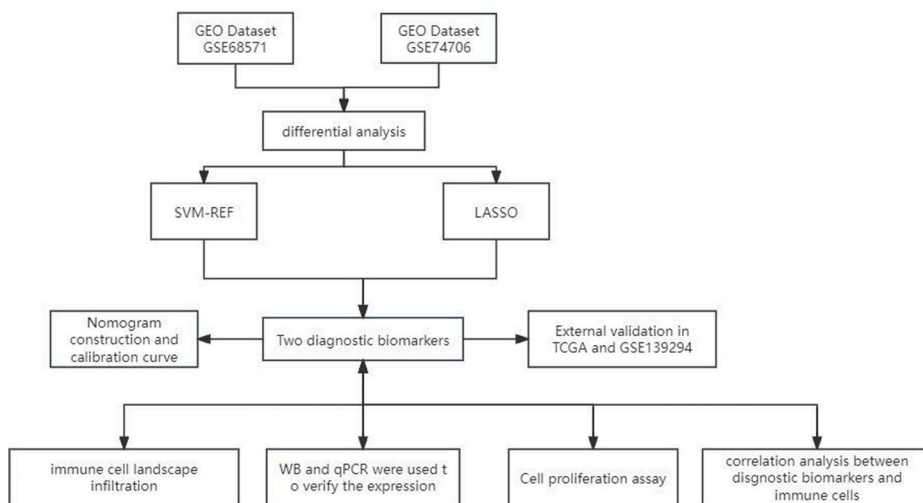 GEO Dataset
GSE68571
GEO Dataset
GSE74706
differential analysis
SVM-REF
LASSO
Nomogram
construction and
calibration curve
Two diagnostic biomarkers
External validation in
TCGA and GSE139294
immune cell landscape
infiltration
WB and qPCR were used t
o verify the expression
Cell proliferation assay
correlation analysis between
disgnostic biomarkers and
immune cells